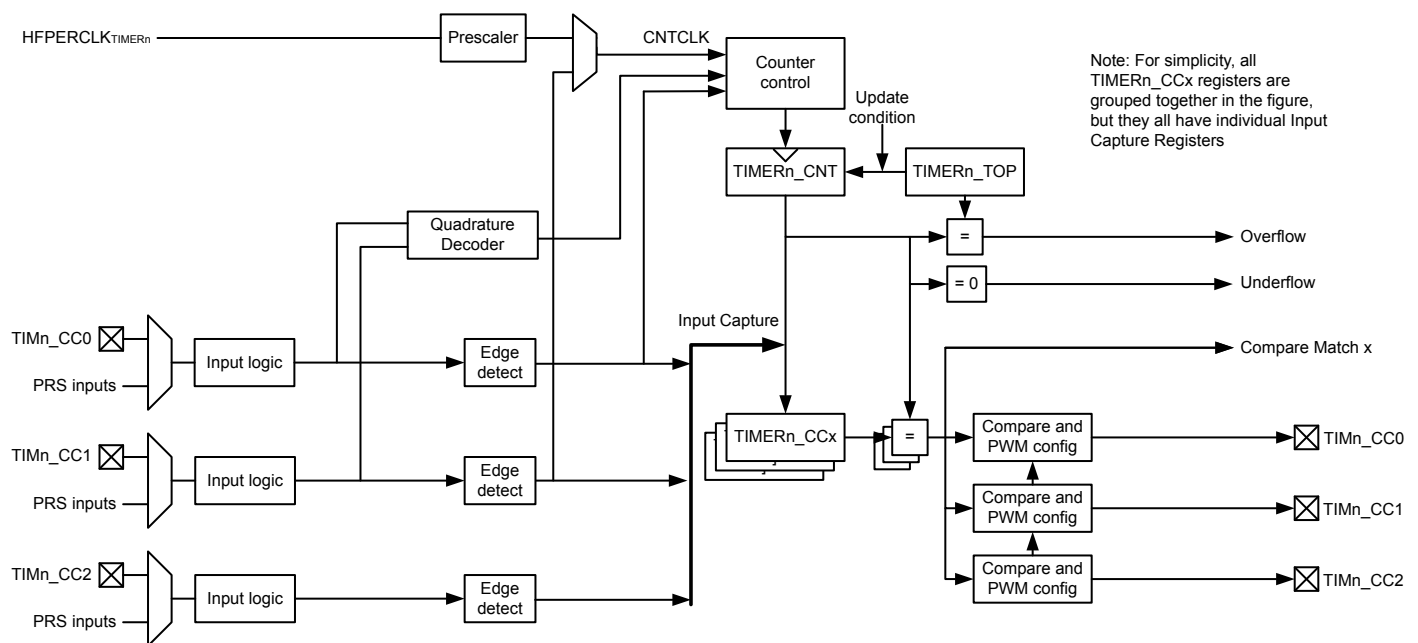 HFPERCLKTIMERn
Prescaler
CNTCLK
Counter
control
Note: For simplicity, all
TIMERn_CCx registers are
grouped together in the figure,
but they all have individual Input
Capture Registers
Update
condition
TIMERn_CNT
TIMERn_TOP
Quadrature
Decoder
=
Overflow
= 0
Underflow
Input Capture
TIMn_CC0
PRS inputs
Input logic
Edge
detect
Compare Match x
TIMERn_CCx
=
Compare and
PWM config
TIMn_CC0
TIMn_CC1
PRS inputs
Input logic
Edge
detect
Compare and
PWM config
TIMn_CC1
TIMn_CC2
PRS inputs
Input logic
Edge
detect
Compare and
PWM config
TIMn_CC2